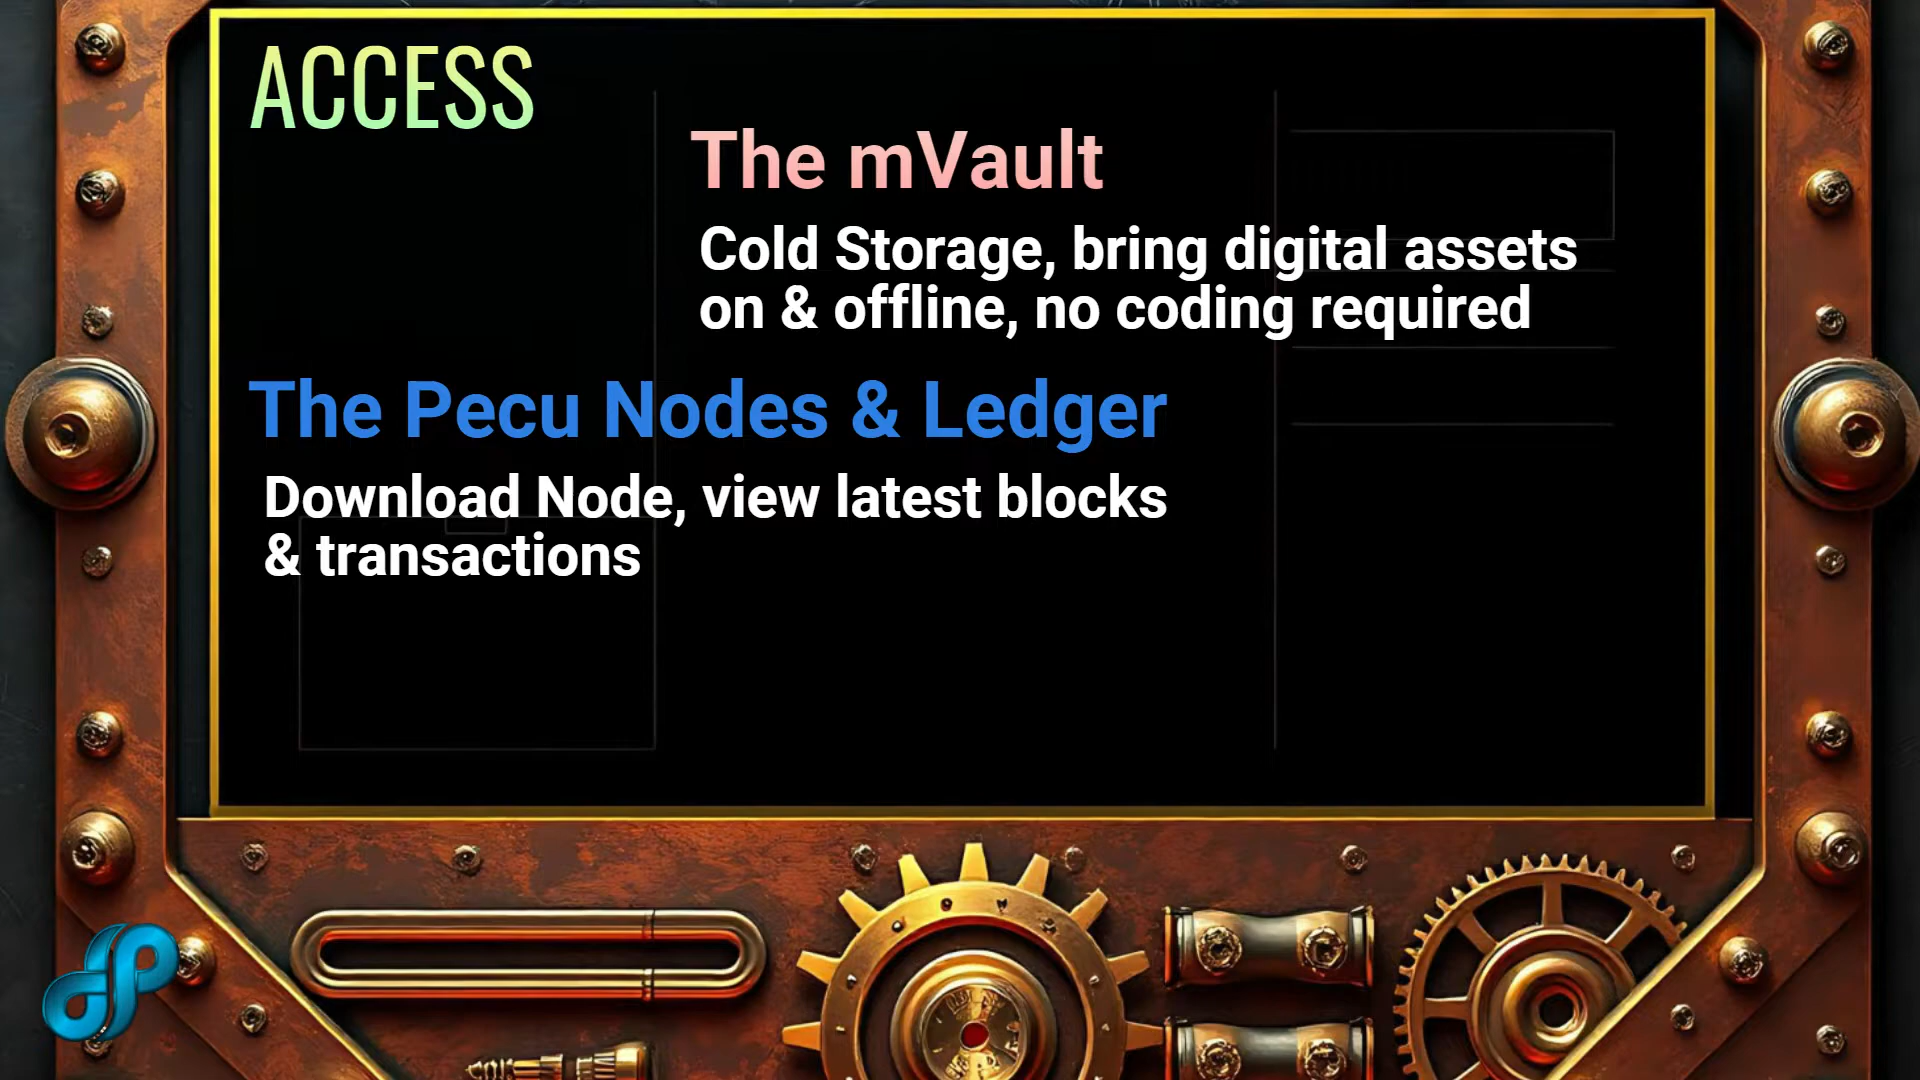 ACCESS
The mVault
Cold Storage, bring digital assets
on & offline, no coding required
The Pecu Nodes & Ledger
Download Node, view latest blocks
& transactions